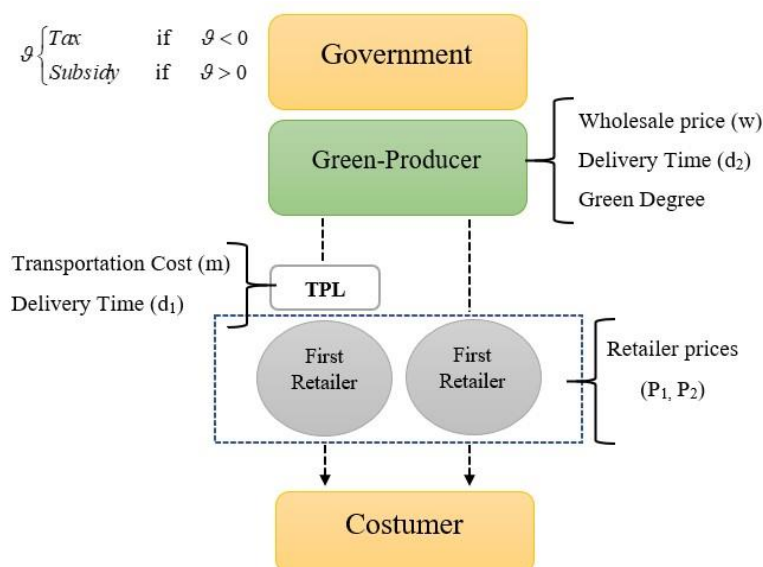 Government
ϑ { Tax if ϑ < 0
Subsidy if ϑ > 0
Green-Producer
Wholesale price (w)
Delivery Time (d₂)
Green Degree
Transportation Cost (m)
Delivery Time (d₁)
TPL
First
Retailer
First
Retailer
Retailer prices
(P₁, P₂)
Costumer